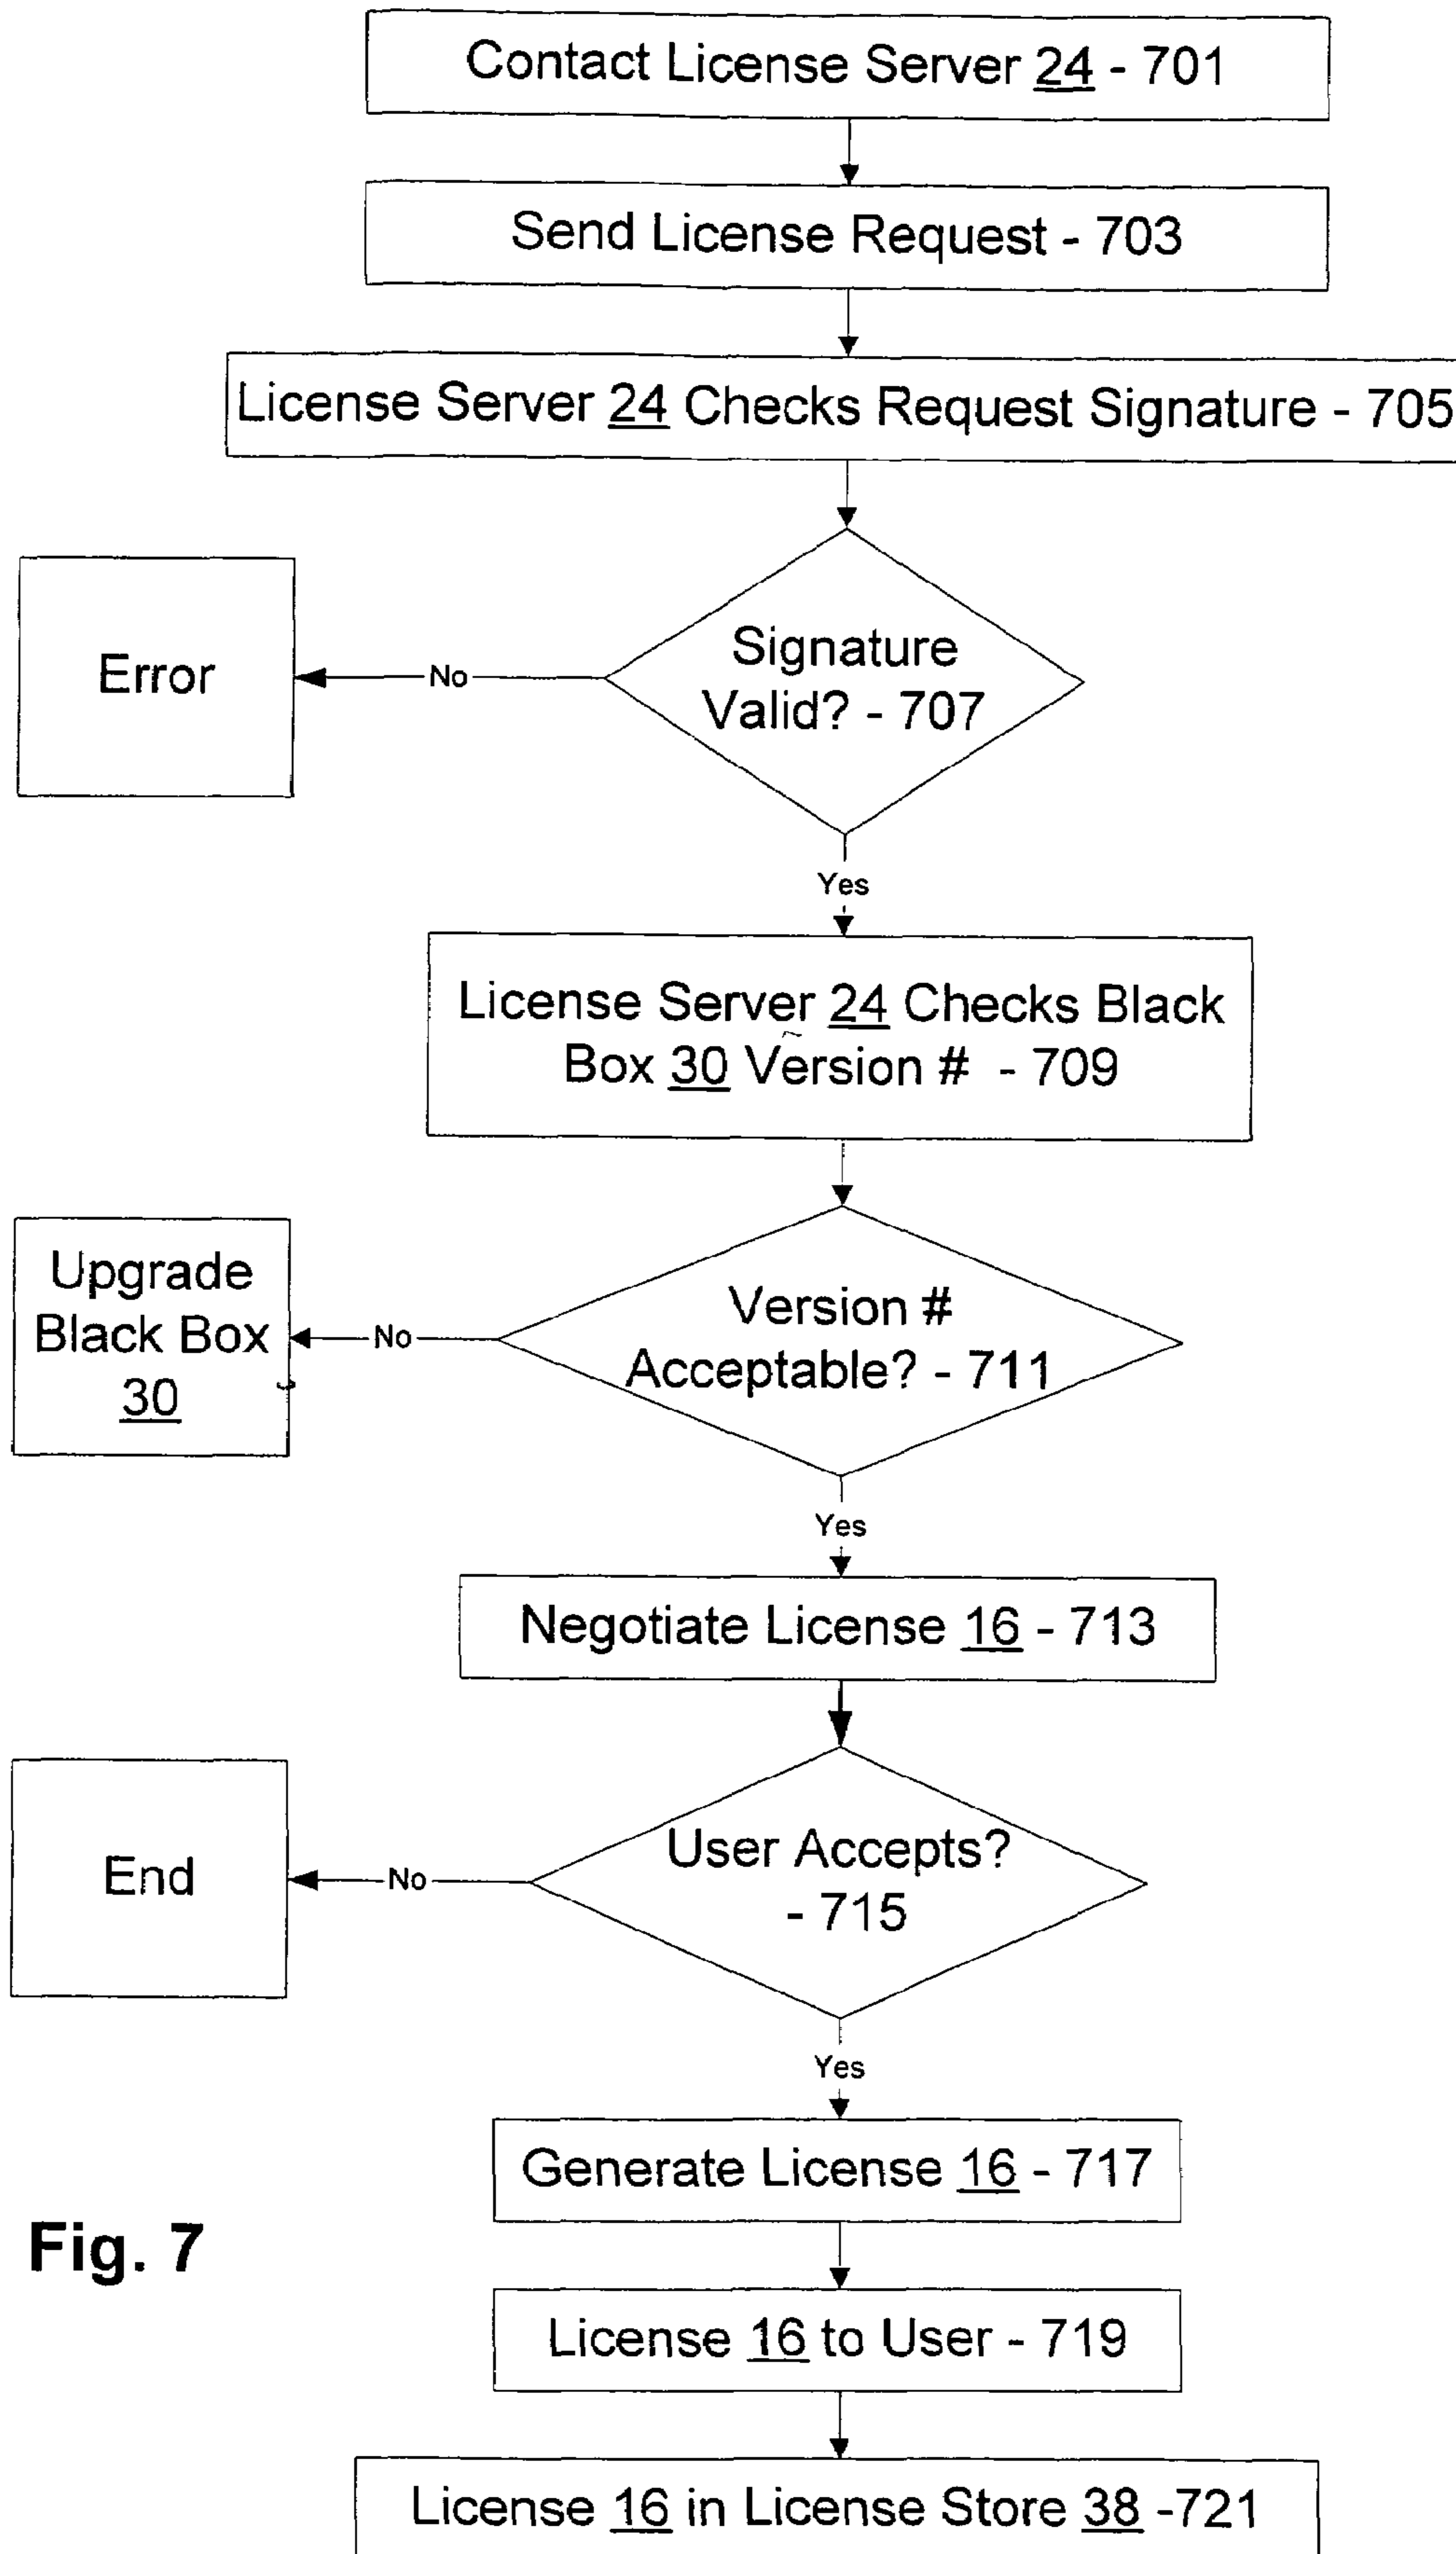 Contact License Server 24 - 701
Send License Request - 703
License Server 24 Checks Request Signature - 705
Signature
Valid? - 707
No
Error
Yes
License Server 24 Checks Black
Box 30 Version # - 709
Version #
Acceptable? - 711
No
Upgrade
Black Box
30
Yes
Negotiate License 16 - 713
User Accepts?
- 715
No
End
Yes
Generate License 16 - 717
Fig. 7
License 16 to User - 719
License 16 in License Store 38 -721